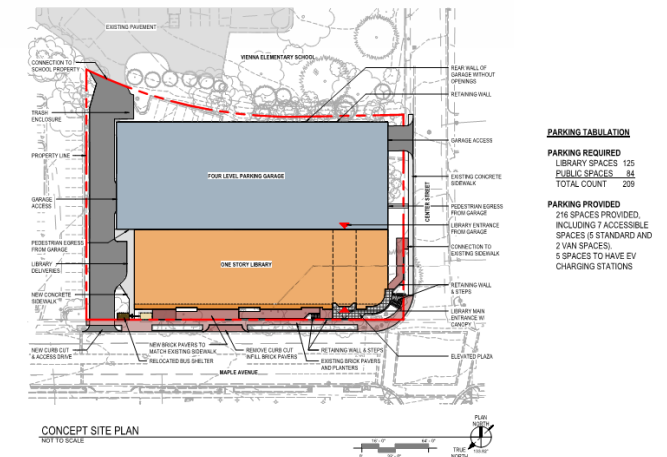 EXISTING PAVEMENT
VIENNA ELEMENTARY SCHOOL
CONNECTION TO
SCHOOL PROPERTY
TRASH
ENCLOSURE
PROPERTY LINE
GARAGE
ACCESS
PEDESTRIAN EGRESS
FROM GARAGE
LIBRARY
DELIVERIES
NEW CONCRETE
SIDEWALK
NEW CURB CUT
& ACCESS DRIVE
FOUR LEVEL PARKING GARAGE
ONE STORY LIBRARY
REAR WALL OF
GARAGE WITHOUT
OPENINGS
RETAINING WALL
GARAGE ACCESS
EXISTING CONCRETE
SIDEWALK
CENTER STREET
PEDESTRIAN EGRESS
FROM GARAGE
LIBRARY ENTRANCE
FROM GARAGE
CONNECTION TO
EXISTING SIDEWALK
RETAINING WALL
& STEPS
LIBRARY MAIN
ENTRANCE W/
CANOPY
ELEVATED PLAZA
NEW BRICK PAVERS TO
MATCH EXISTING SIDEWALK
RELOCATED BUS SHELTER
REMOVE CURB CUT
INFILL BRICK PAVERS
RETAINING WALL & STEPS
EXISTING BRICK PAVERS
AND PLANTERS
MAPLE AVENUE
PARKING TABULATION
PARKING REQUIRED
LIBRARY SPACES 125
PUBLIC SPACES 84
TOTAL COUNT 209
PARKING PROVIDED
216 SPACES PROVIDED,
INCLUDING 7 ACCESSIBLE
SPACES (5 STANDARD AND
2 VAN SPACES).
5 SPACES TO HAVE EV
CHARGING STATIONS
CONCEPT SITE PLAN
NOT TO SCALE
16' - 0"
64' - 0"
PLAN
NORTH
TRUE
NORTH